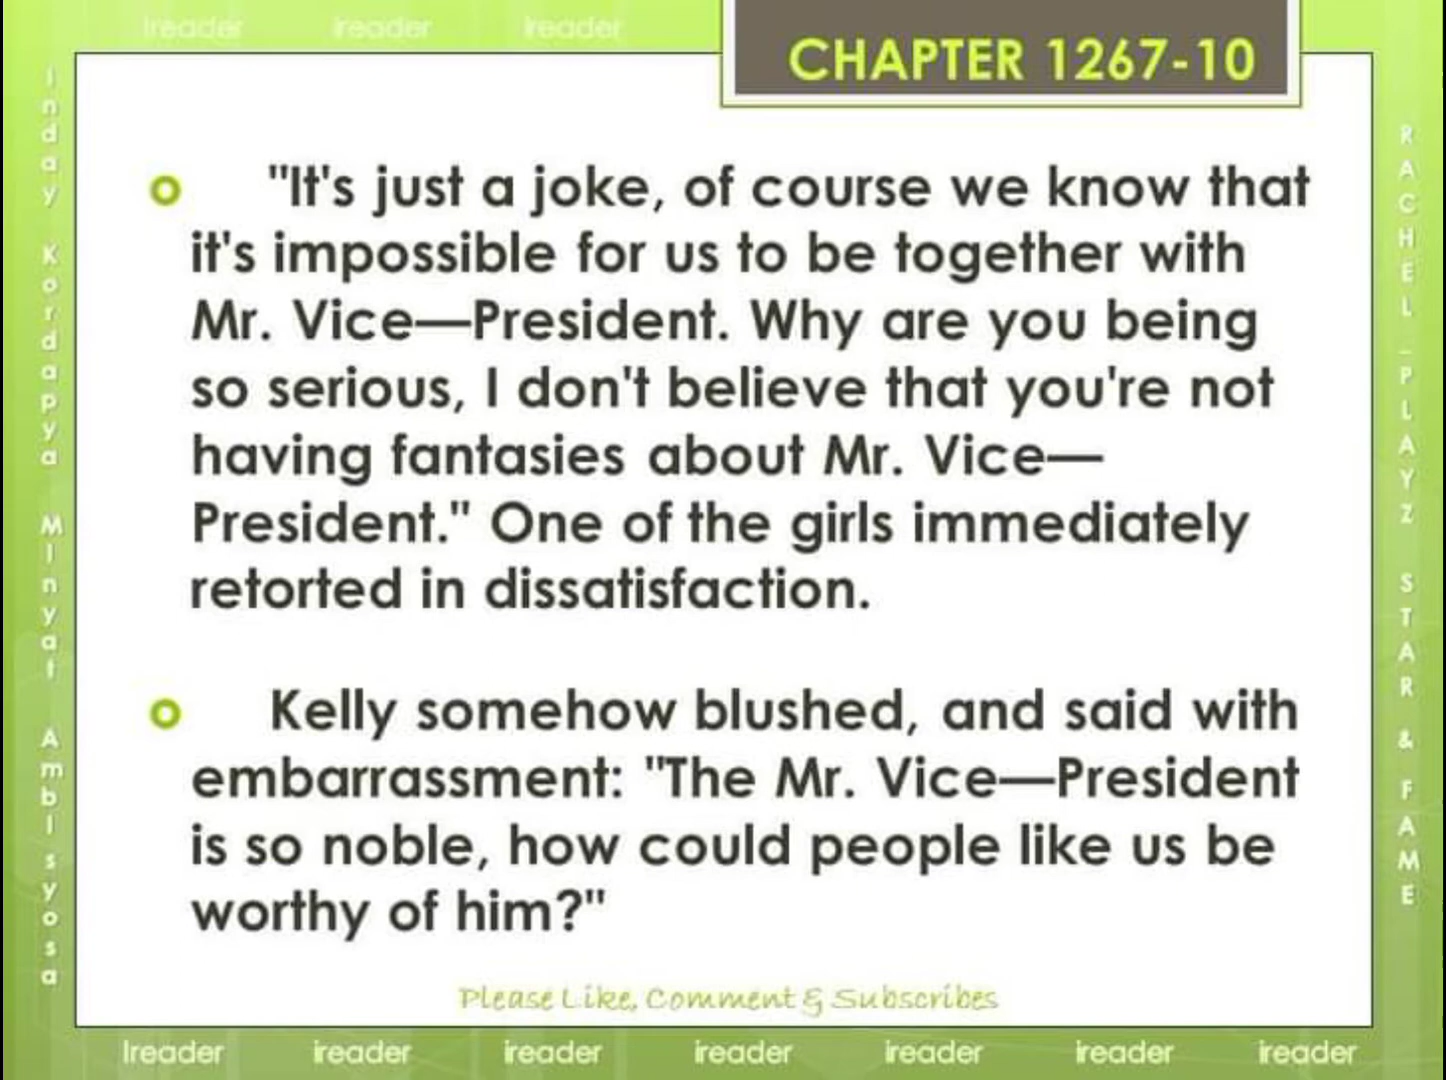 Ireader ireader ireader
CHAPTER 1267-10
"It's just a joke, of course we know that
it's impossible for us to be together with
Mr. Vice—President. Why are you being
so serious, I don't believe that you're not
having fantasies about Mr. Vice—
President." One of the girls immediately
retorted in dissatisfaction.
Kelly somehow blushed, and said with
embarrassment: "The Mr. Vice—President
is so noble, how could people like us be
worthy of him?"
Please Like, Comment & Subscribes
Ireader ireader ireader ireader ireader ireader ireader
Inday Kordapya MInyat AmbIsyosa
RACHEL_PLAYZ STAR & FAME